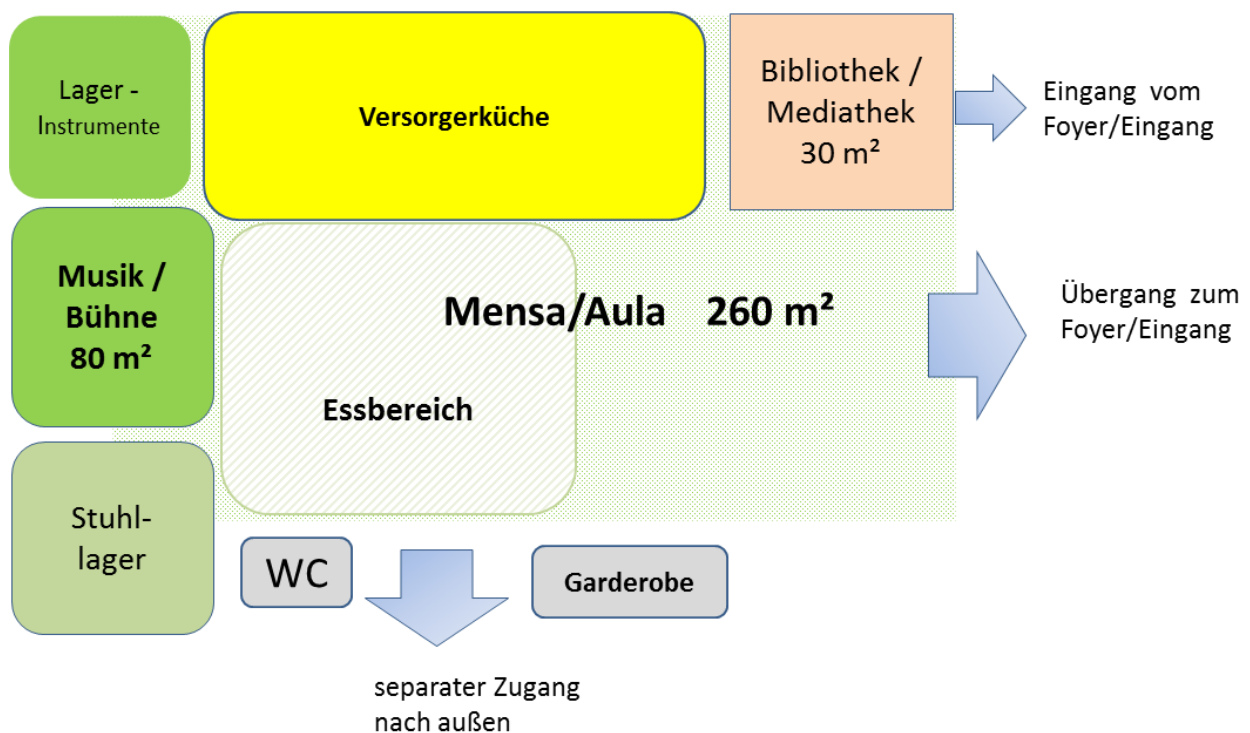 Lager -
Instrumente
Versorgerküche
Bibliothek /
Mediathek
30 m²
Eingang vom
Foyer/Eingang
Musik /
Bühne
80 m²
Mensa/Aula 260 m²
Übergang zum
Foyer/Eingang
Essbereich
Stuhl-
lager
WC
Garderobe
separater Zugang
nach außen